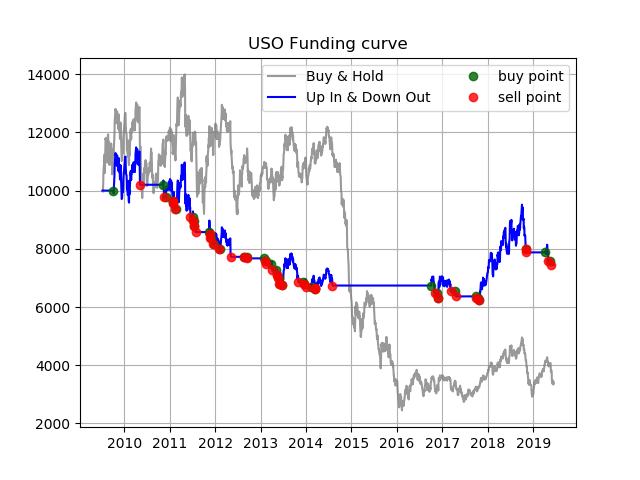 USO Funding curve
14000
12000
10000
8000
6000
4000
2000
Buy & Hold
Up In & Down Out
buy point
sell point
2010 2011 2012 2013 2014 2015 2016 2017 2018 2019